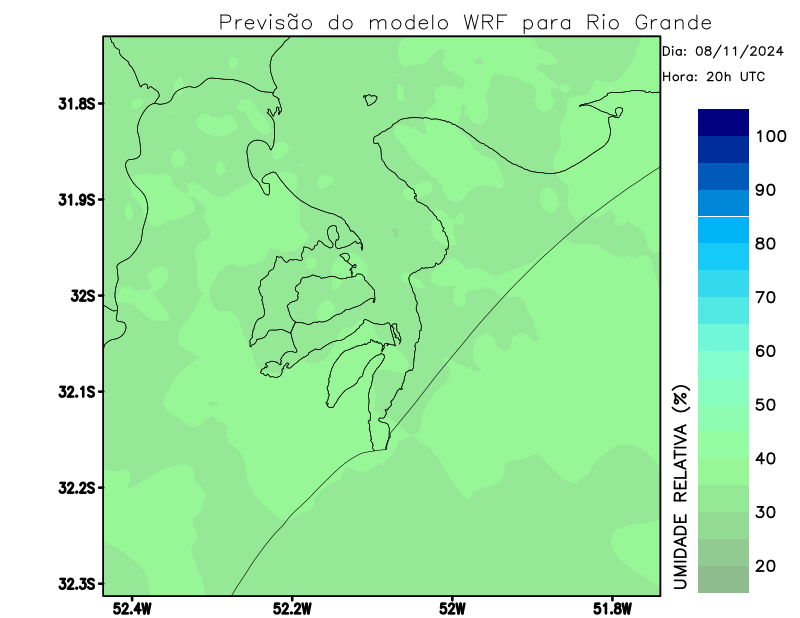 Previsão do modelo WRF para Rio Grande
Dia: 08/11/2024
Hora: 20h UTC
31.8S
31.9S
32S
32.1S
32.2S
32.3S
52.4W
52.2W
52W
51.8W
UMIDADE RELATIVA (%)
100
90
80
70
60
50
40
30
20